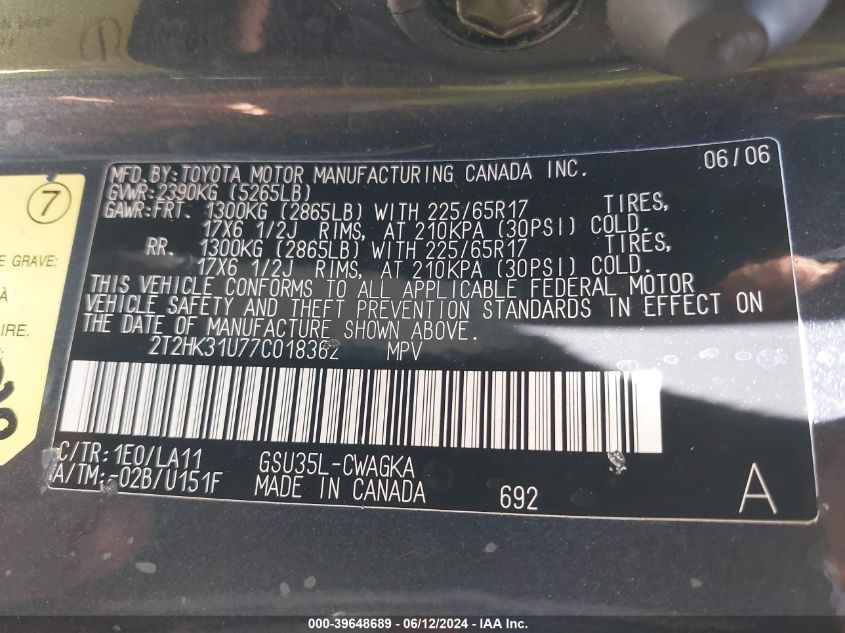 MFD.BY:TOYOTA MOTOR MANUFACTURING CANADA INC. 06/06
GVWR:2390KG (5265LB)
GAWR:FRT. 1300KG (2865LB) WITH 225/65R17 TIRES,
17X6 1/2J RIMS, AT 210KPA (30PSI) COLD.
RR. 1300KG (2865LB) WITH 225/65R17 TIRES,
17X6 1/2J RIMS, AT 210KPA (30PSI) COLD.
THIS VEHICLE CONFORMS TO ALL APPLICABLE FEDERAL MOTOR
VEHICLE SAFETY AND THEFT PREVENTION STANDARDS IN EFFECT ON
THE DATE OF MANUFACTURE SHOWN ABOVE.
2T2HK31U77C018362 MPV
C/TR:1E0/LA11 GSU35L-CWAGKA
A/TM:-02B/U151F MADE IN CANADA 692 A
7
E GRAVE:
À
IRE.
000-39648689 - 06/12/2024 - IAA Inc.